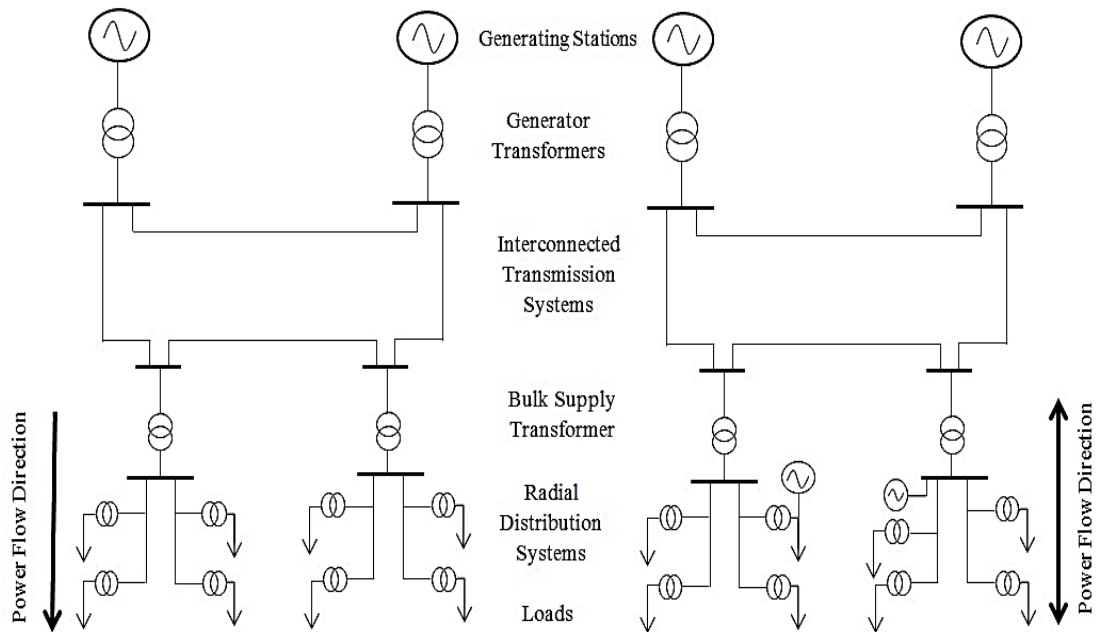 Generating Stations
Generator
Transformers
Interconnected
Transmission
Systems
Bulk Supply
Transformer
Radial
Distribution
Systems
Loads
Power Flow Direction
Power Flow Direction